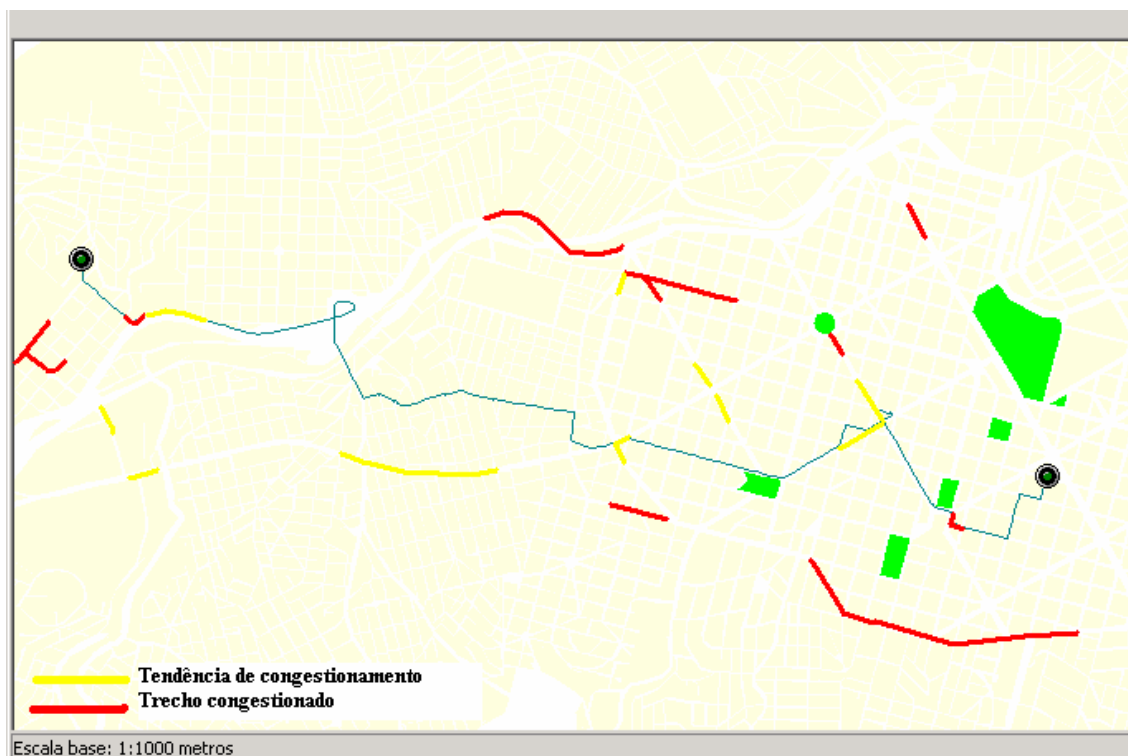 Tendência de congestionamento
Trecho congestionado
Escala base: 1:1000 metros